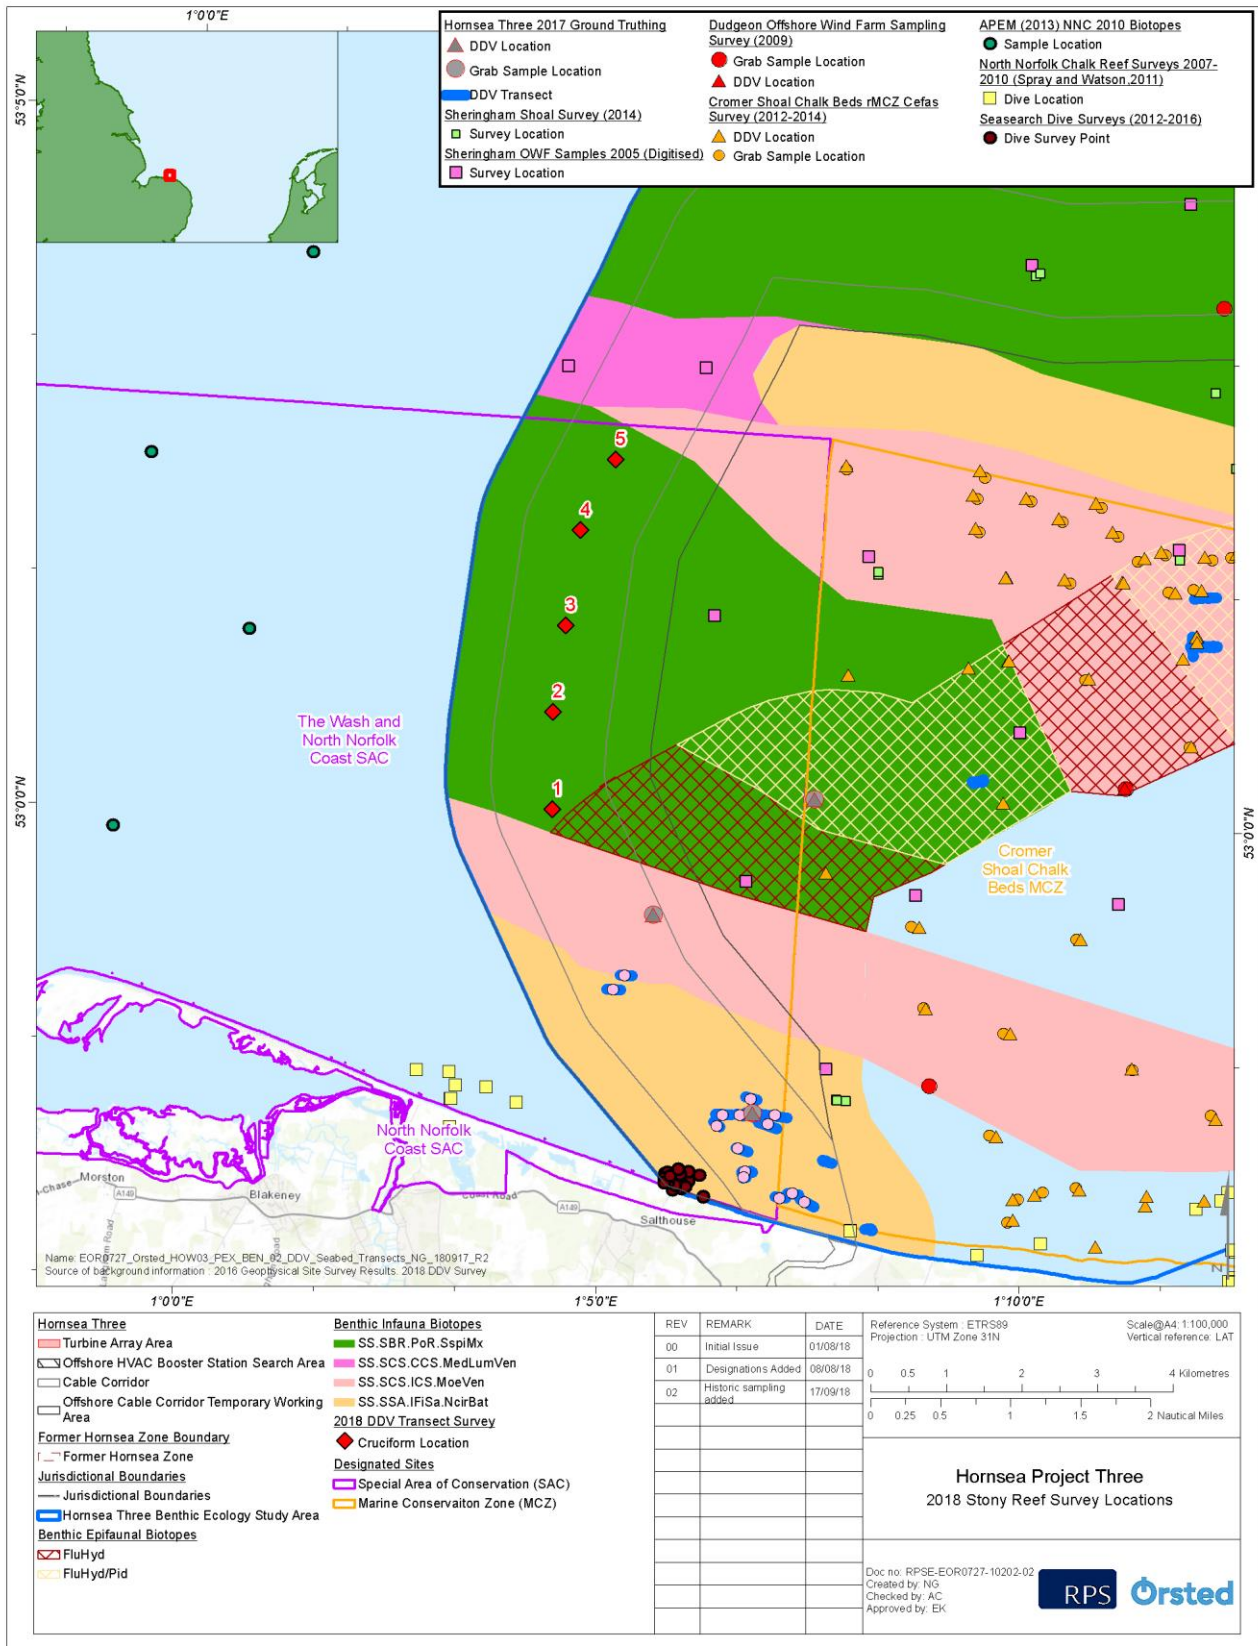 1°0'0"E
53°5'0"N
Hornsea Three 2017 Ground Truthing
DDV Location
Grab Sample Location
DDV Transect
Sheringham Shoal Survey (2014)
Survey Location
Sheringham OWF Samples 2005 (Digitised)
Survey Location
Dudgeon Offshore Wind Farm Sampling
Survey (2009)
Grab Sample Location
DDV Location
Cromer Shoal Chalk Beds rMCZ Cefas
Survey (2012-2014)
DDV Location
Grab Sample Location
APEM (2013) NNC 2010 Biotopes
Sample Location
North Norfolk Chalk Reef Surveys 2007-
2010 (Spray and Watson,2011)
Dive Location
Seasearch Dive Surveys (2012-2016)
Dive Survey Point
5
4
3
2
1
The Wash and
North Norfolk
Coast SAC
53°0'0"N
53°0'0"N
Cromer
Shoal Chalk
Beds MCZ
North Norfolk
Coast SAC
Morston
A149
Blakeney
Coast Road
A149
Salthouse
Name: EOR0727_Orsted_HOW03_PEX_BEN_02_DDV_Seabed_Transects_NG_180917_R2
Source of background information : 2016 Geophysical Site Survey Results. 2018 DDV Survey
1°00'E
1°50'E
1°10'E
Hornsea Three
Turbine Array Area
Offshore HVAC Booster Station Search Area
Cable Corridor
Offshore Cable Corridor Temporary Working
Area
Former Hornsea Zone Boundary
Former Hornsea Zone
Jurisdictional Boundaries
Jurisdictional Boundaries
Hornsea Three Benthic Ecology Study Area
Benthic Epifaunal Biotopes
FluHyd
FluHyd/Pid
Benthic Infauna Biotopes
SS.SBR.PoR.SspiMx
SS.SCS.CCS.MedLumVen
SS.SCS.ICS.MoeVen
SS.SSA.IFiSa.NcirBat
2018 DDV Transect Survey
Cruciform Location
Designated Sites
Special Area of Conservation (SAC)
Marine Conservaiton Zone (MCZ)
REV REMARK DATE
00 Initial Issue 01/08/18
01 Designations Added 08/08/18
02 Historic sampling added 17/09/18
Reference System : ETRS89 Scale@A4: 1:100,000
Projection : UTM Zone 31N Vertical reference: LAT
0 0.5 1 2 3 4 Kilometres
0 0.25 0.5 1 1.5 2 Nautical Miles
Hornsea Project Three
2018 Stony Reef Survey Locations
Doc no: RPSE-EOR0727-10202-02
Created by: NG
Checked by: AC
Approved by: EK
RPS
Orsted